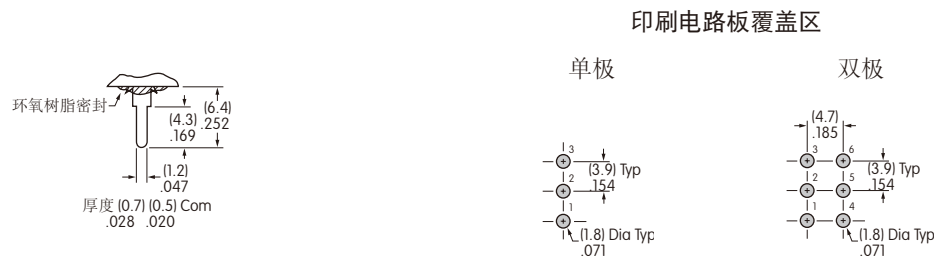 印刷电路板覆盖区
单极
双极
环氧树脂密封
(4.3)
.169
(6.4)
.252
(1.2)
.047
厚度 (0.7) (0.5) Com
.028 .020
3
2
1
(3.9) Typ
.154
(1.8) Dia Typ
.071
(4.7)
.185
3 6
2 5
1 4
(3.9) Typ
.154
(1.8) Dia Typ
.071